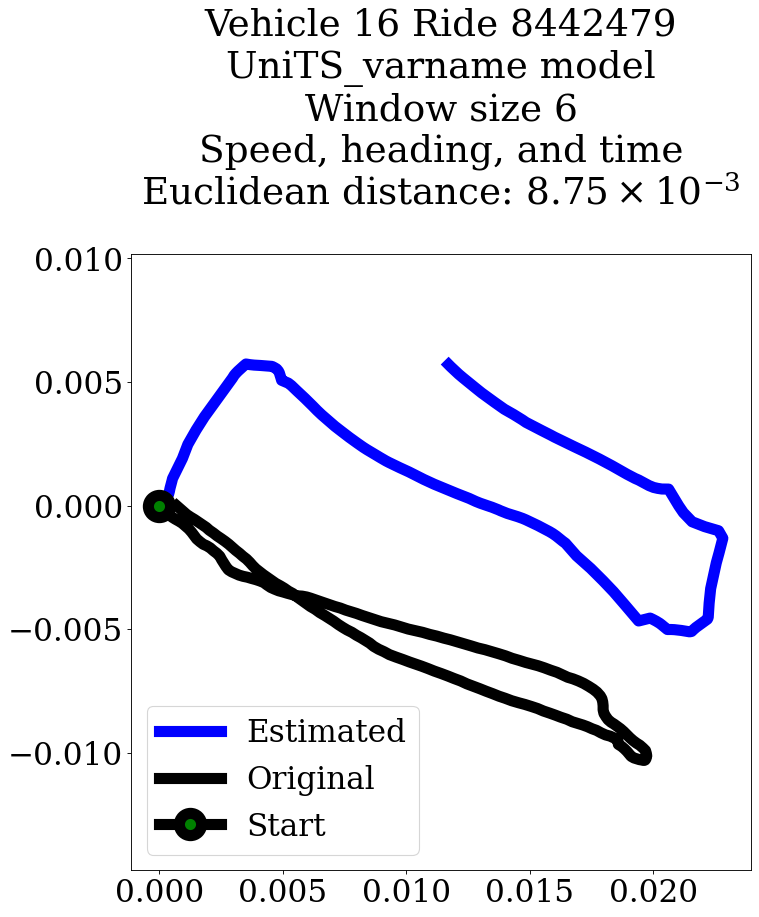 Vehicle 16 Ride 8442479
UniTS_varname model
Window size 6
Speed, heading, and time
Euclidean distance: 8.75 × 10⁻³
0.010
0.005
0.000
−0.005
−0.010
Estimated
Original
Start
0.000 0.005 0.010 0.015 0.020